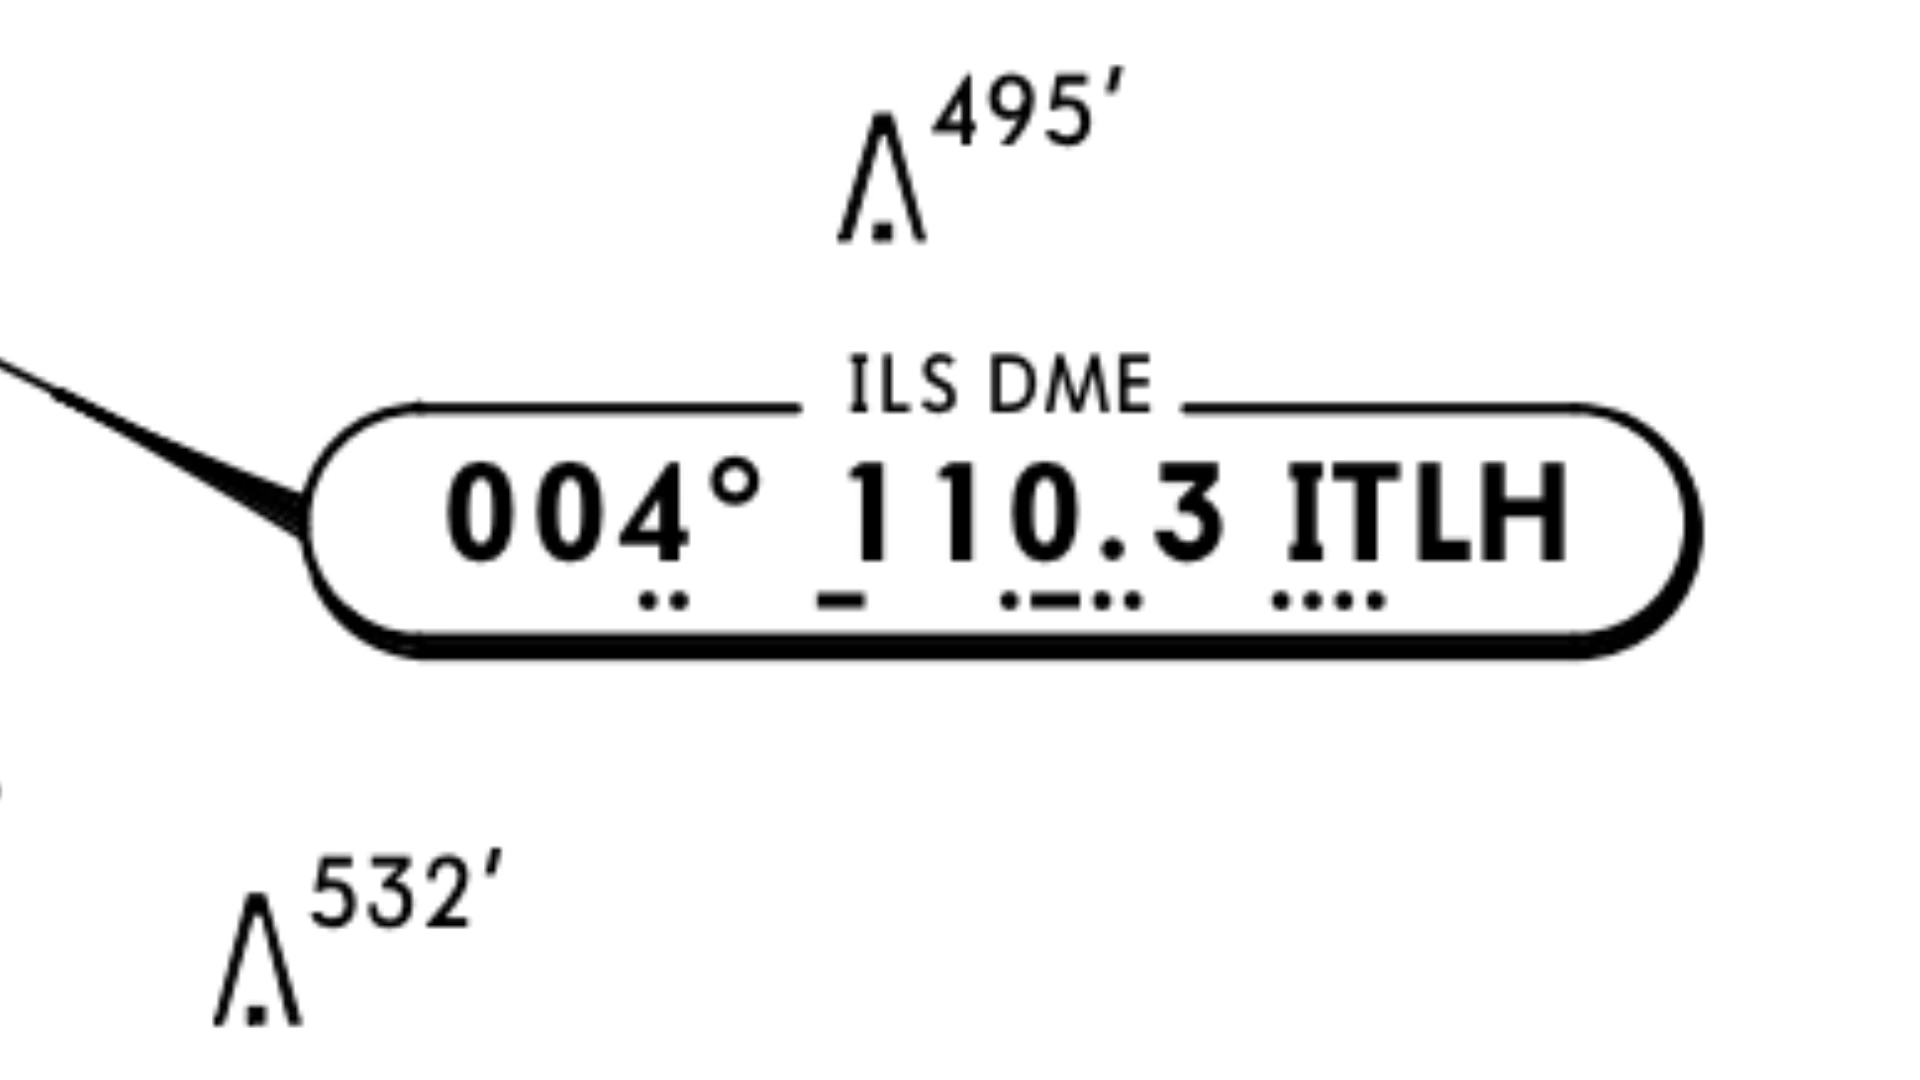 495′
ILS DME
004° 110.3 ITLH
•• — •—•• ••••
532′